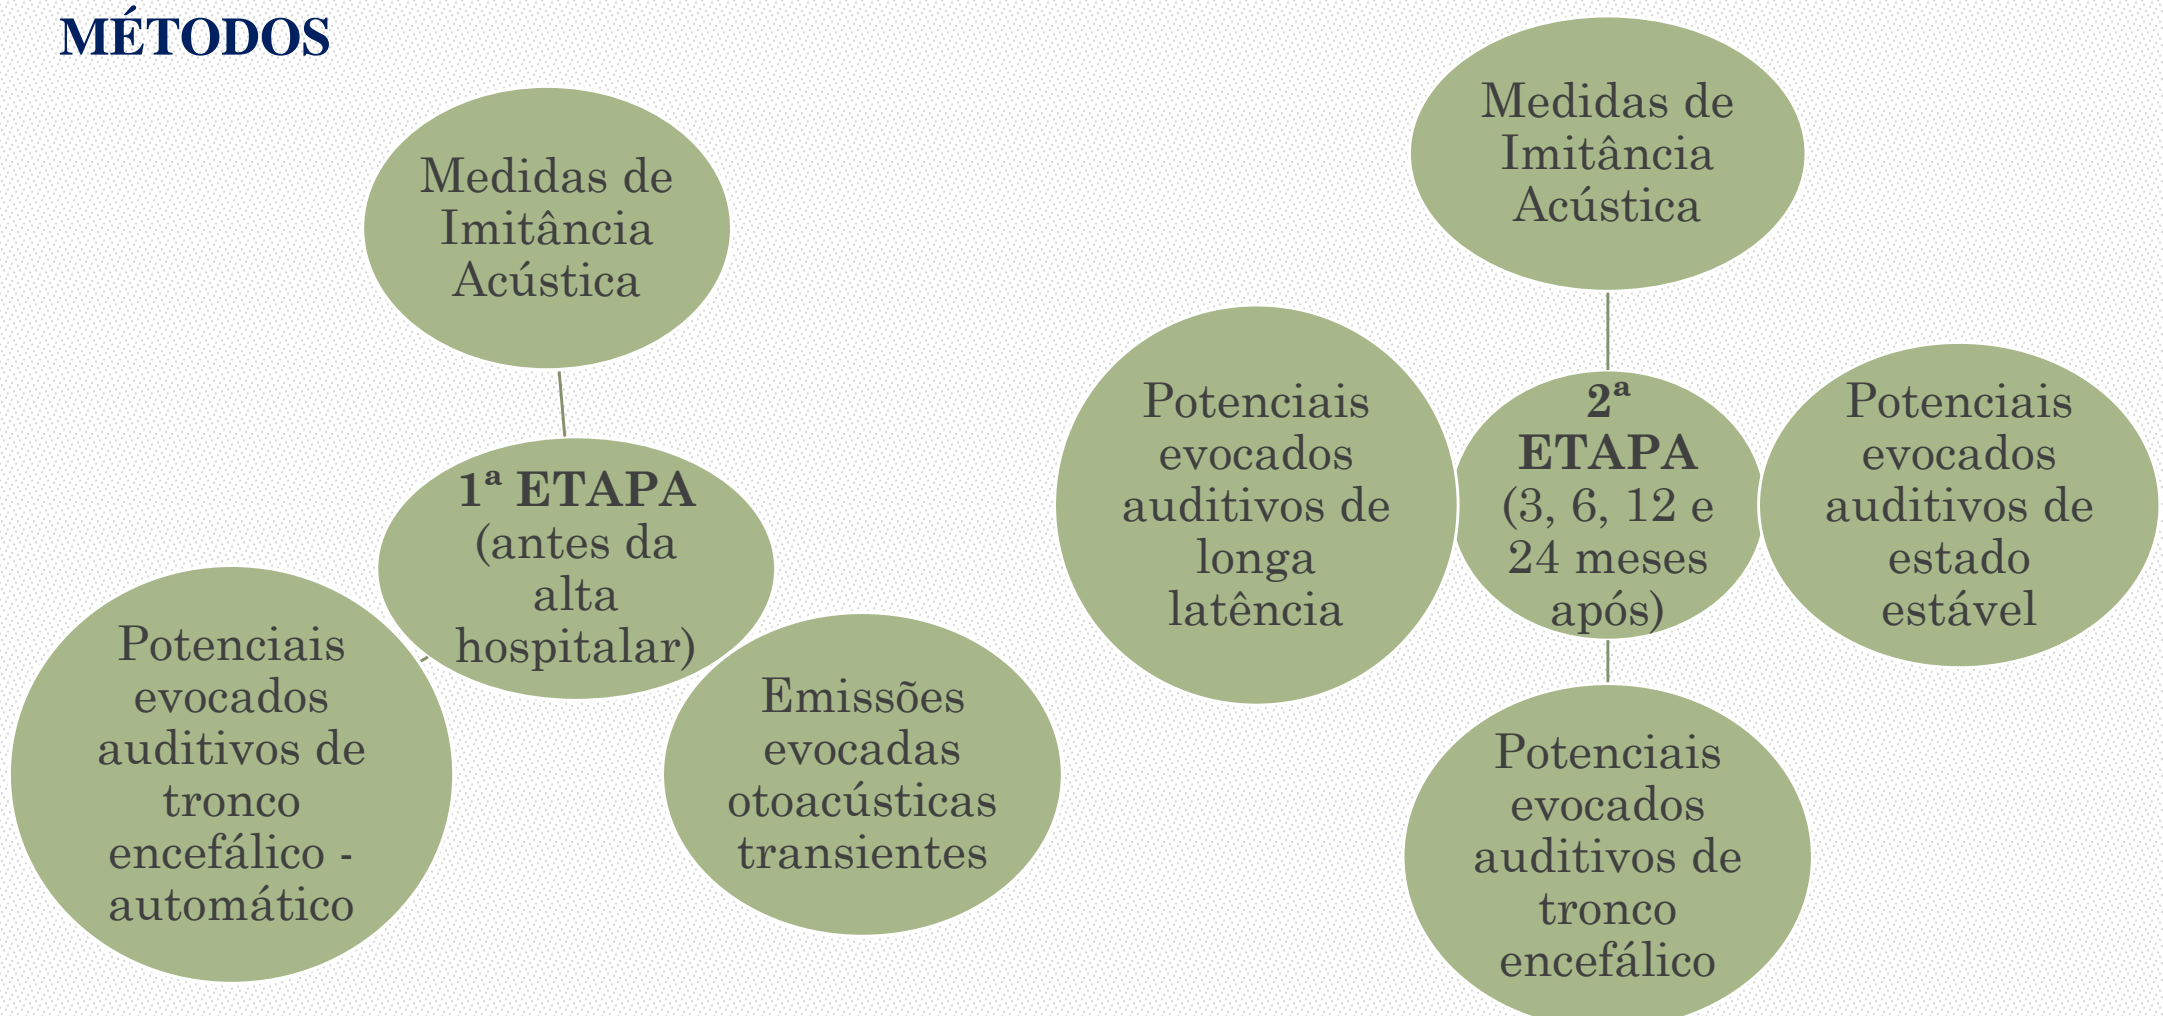 MÉTODOS
Medidas de
Imitância
Acústica
1ª ETAPA
(antes da
alta
hospitalar)
Potenciais
evocados
auditivos de
tronco
encefálico -
automático
Emissões
evocadas
otoacústicas
transientes
Medidas de
Imitância
Acústica
Potenciais
evocados
auditivos de
longa
latência
2ª
ETAPA
(3, 6, 12 e
24 meses
após)
Potenciais
evocados
auditivos de
estado
estável
Potenciais
evocados
auditivos de
tronco
encefálico